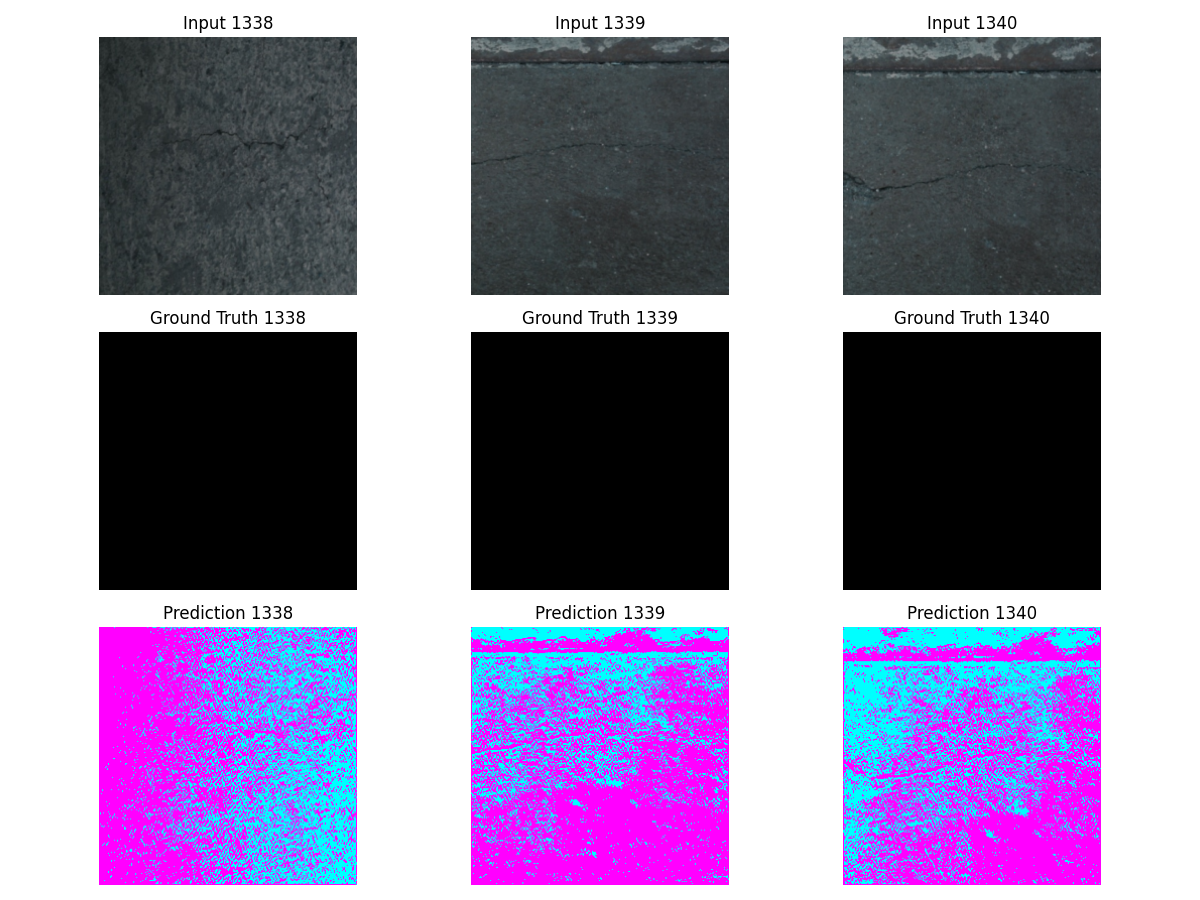 Input 1338
Input 1339
Input 1340
Ground Truth 1338
Ground Truth 1339
Ground Truth 1340
Prediction 1338
Prediction 1339
Prediction 1340